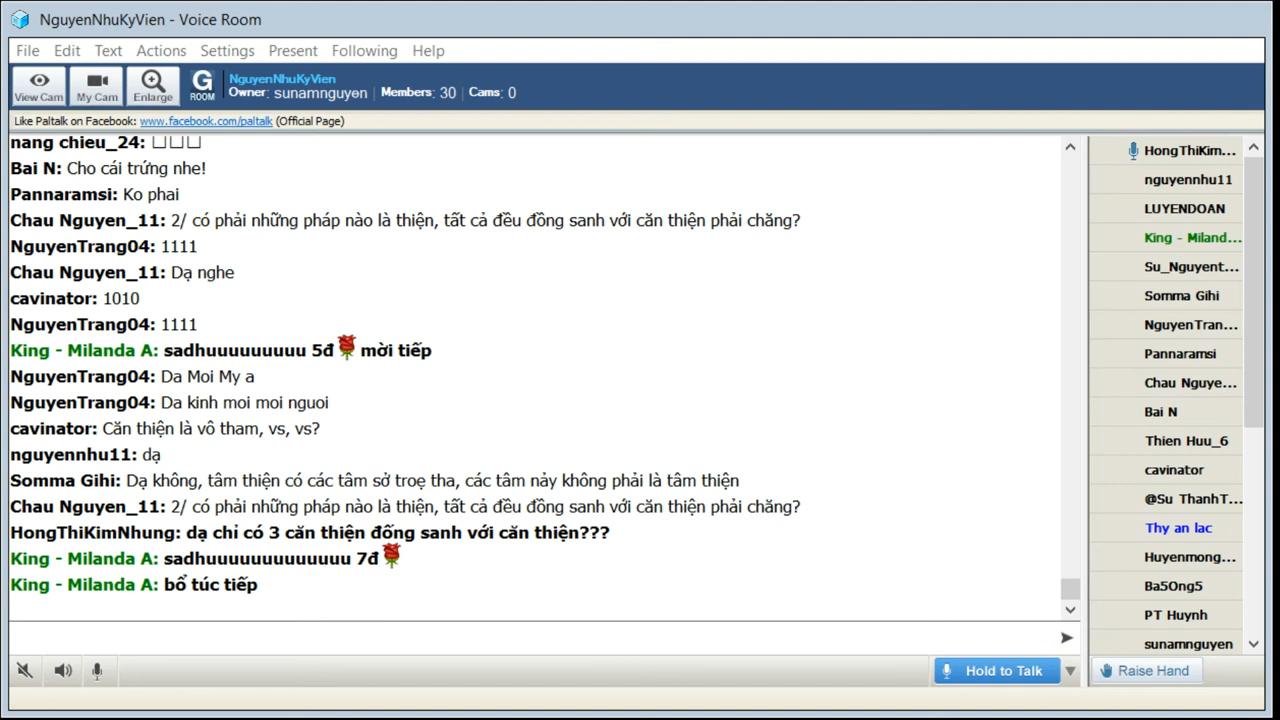 NguyenNhuKyVien - Voice Room
File Edit Text Actions Settings Present Following Help
View Cam My Cam Enlarge G ROOM
NguyenNhuKyVien
Owner: sunamnguyen | Members: 30 | Cams: 0
Like Paltalk on Facebook: www.facebook.com/paltalk (Official Page)
nang chieu_24: □□□
Bai N: Cho cái trứng nhe!
Pannaramsi: Ko phai
Chau Nguyen_11: 2/ có phải những pháp nào là thiện, tất cả đều đồng sanh với căn thiện phải chăng?
NguyenTrang04: 1111
Chau Nguyen_11: Dạ nghe
cavinator: 1010
NguyenTrang04: 1111
King - Milanda A: sadhuuuuuuuuuu 5đ mời tiếp
NguyenTrang04: Da Moi My a
NguyenTrang04: Da kinh moi moi nguoi
cavinator: Căn thiện là vô tham, vs, vs?
nguyennhu11: dạ
Somma Gihi: Dạ không, tâm thiện có các tâm sở troẹ tha, các tâm nảy không phải là tâm thiện
Chau Nguyen_11: 2/ có phải những pháp nào là thiện, tất cả đều đồng sanh với căn thiện phải chăng?
HongThiKimNhung: dạ chỉ có 3 căn thiện đống sanh với căn thiện???
King - Milanda A: sadhuuuuuuuuuuuuuu 7đ
King - Milanda A: bổ túc tiếp
Hold to Talk
HongThiKim...
nguyennhu11
LUYENDOAN
King - Miland...
Su_Nguyent...
Somma Gihi
NguyenTran...
Pannaramsi
Chau Nguye...
Bai N
Thien Huu_6
cavinator
@Su ThanhT...
Thy an lac
Huyenmong...
Ba5Ong5
PT Huynh
sunamnguyen
Raise Hand